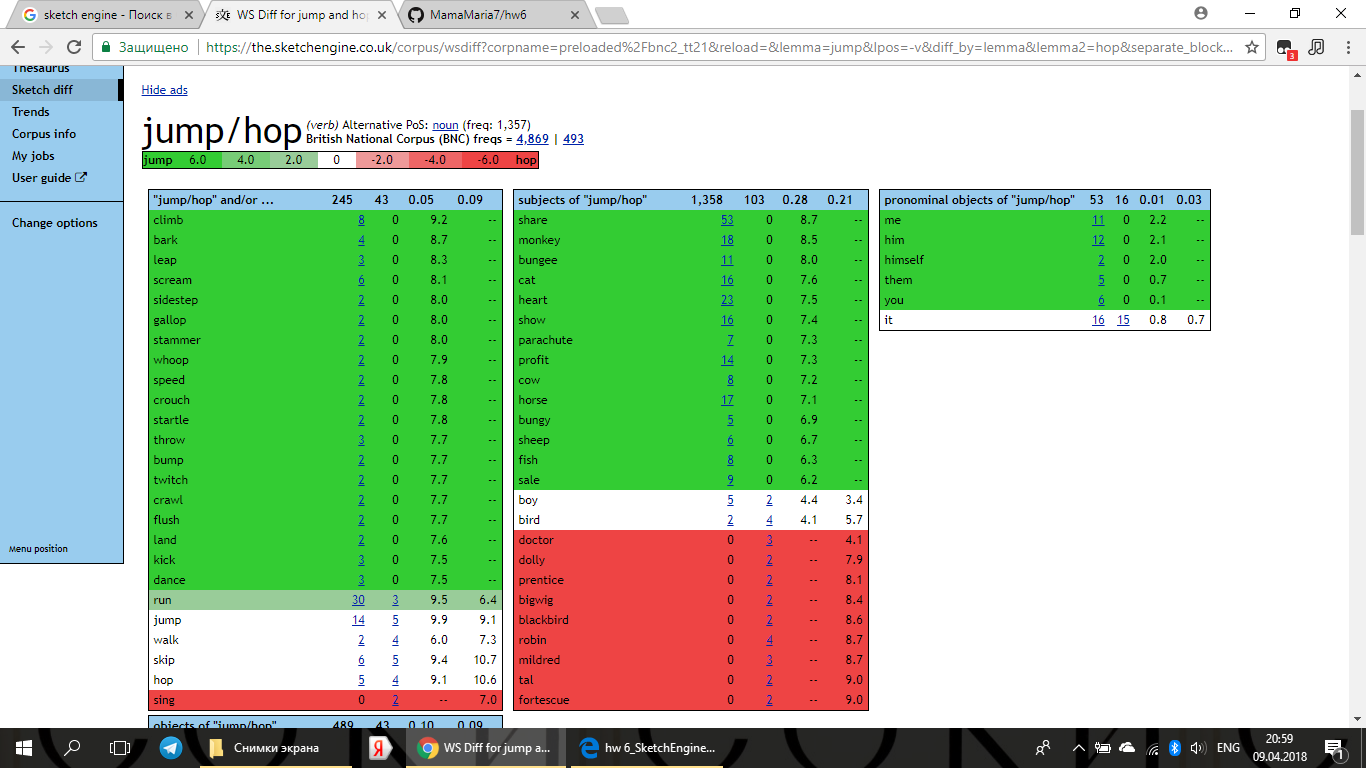 sketch engine - Поиск в
WS Diff for jump and hop
MamaMaria7/hw6
Защищено https://the.sketchengine.co.uk/corpus/wsdiff?corpname=preloaded%2Fbnc2_tt21&reload=&lemma=jump&lpos=-v&diff_by=lemma&lemma2=hop&separate_block...
3
Thesaurus
Sketch diff
Trends
Corpus info
My jobs
User guide
Change options
Menu position
Hide ads
jump/hop (verb) Alternative PoS: noun (freq: 1,357)
British National Corpus (BNC) freqs = 4,869 | 493
jump 6.0 4.0 2.0 0 -2.0 -4.0 -6.0 hop
"jump/hop" and/or ... 245 43 0.05 0.09
climb 8 0 9.2 --
bark 4 0 8.7 --
leap 3 0 8.3 --
scream 6 0 8.1 --
sidestep 2 0 8.0 --
gallop 2 0 8.0 --
stammer 2 0 8.0 --
whoop 2 0 7.9 --
speed 2 0 7.8 --
crouch 2 0 7.8 --
startle 2 0 7.8 --
throw 3 0 7.7 --
bump 2 0 7.7 --
twitch 2 0 7.7 --
crawl 2 0 7.7 --
flush 2 0 7.7 --
land 2 0 7.6 --
kick 3 0 7.5 --
dance 3 0 7.5 --
run 30 3 9.5 6.4
jump 14 5 9.9 9.1
walk 2 4 6.0 7.3
skip 6 5 9.4 10.7
hop 5 4 9.1 10.6
sing 0 2 -- 7.0
objects of "jump/hop" 489 43 0.10 0.09
subjects of "jump/hop" 1,358 103 0.28 0.21
share 53 0 8.7 --
monkey 18 0 8.5 --
bungee 11 0 8.0 --
cat 16 0 7.6 --
heart 23 0 7.5 --
show 16 0 7.4 --
parachute 7 0 7.3 --
profit 14 0 7.3 --
cow 8 0 7.2 --
horse 17 0 7.1 --
bungy 5 0 6.9 --
sheep 6 0 6.7 --
fish 8 0 6.3 --
sale 9 0 6.2 --
boy 5 2 4.4 3.4
bird 2 4 4.1 5.7
doctor 0 3 -- 4.1
dolly 0 2 -- 7.9
prentice 0 2 -- 8.1
bigwig 0 2 -- 8.4
blackbird 0 2 -- 8.6
robin 0 4 -- 8.7
mildred 0 3 -- 8.7
tal 0 2 -- 9.0
fortescue 0 2 -- 9.0
pronominal objects of "jump/hop" 53 16 0.01 0.03
me 11 0 2.2 --
him 12 0 2.1 --
himself 2 0 2.0 --
them 5 0 0.7 --
you 6 0 0.1 --
it 16 15 0.8 0.7
Снимки экрана
Я
WS Diff for jump a...
hw 6_SketchEngine...
ENG
20:59
09.04.2018
1